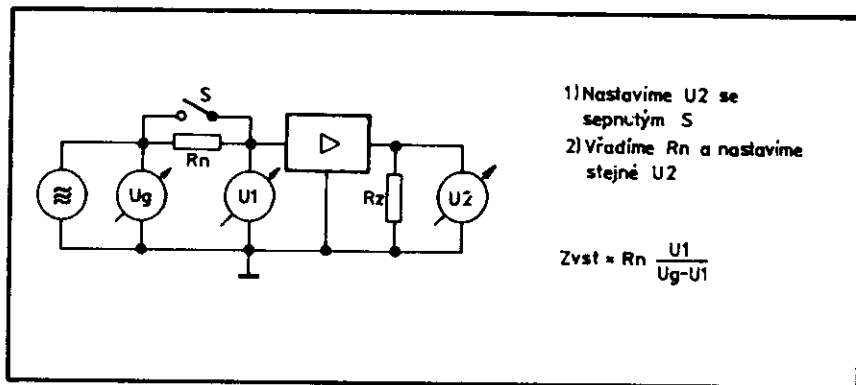 S
Rn
Ug
U1
Rz
U2
1) Nastavíme U2 se
sepnutým S
2) Vřadíme Rn a nastavíme
stejné U2
Zvst = Rn U1
Ug-U1